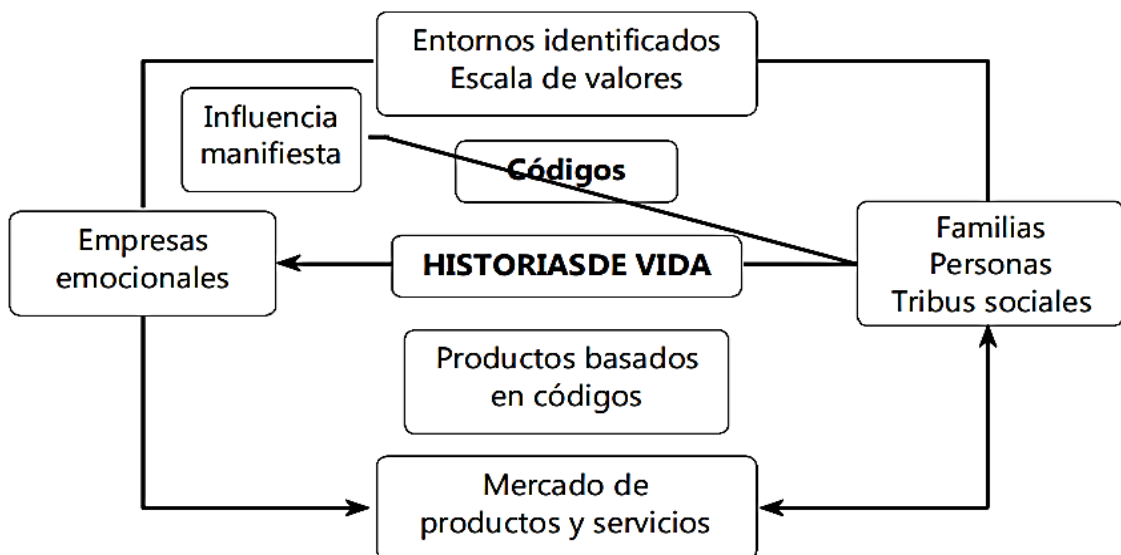 Entornos identificados
Escala de valores
Influencia
manifiesta
Códigos
Empresas
emocionales
HISTORIASDE VIDA
Familias
Personas
Tribus sociales
Productos basados
en códigos
Mercado de
productos y servicios